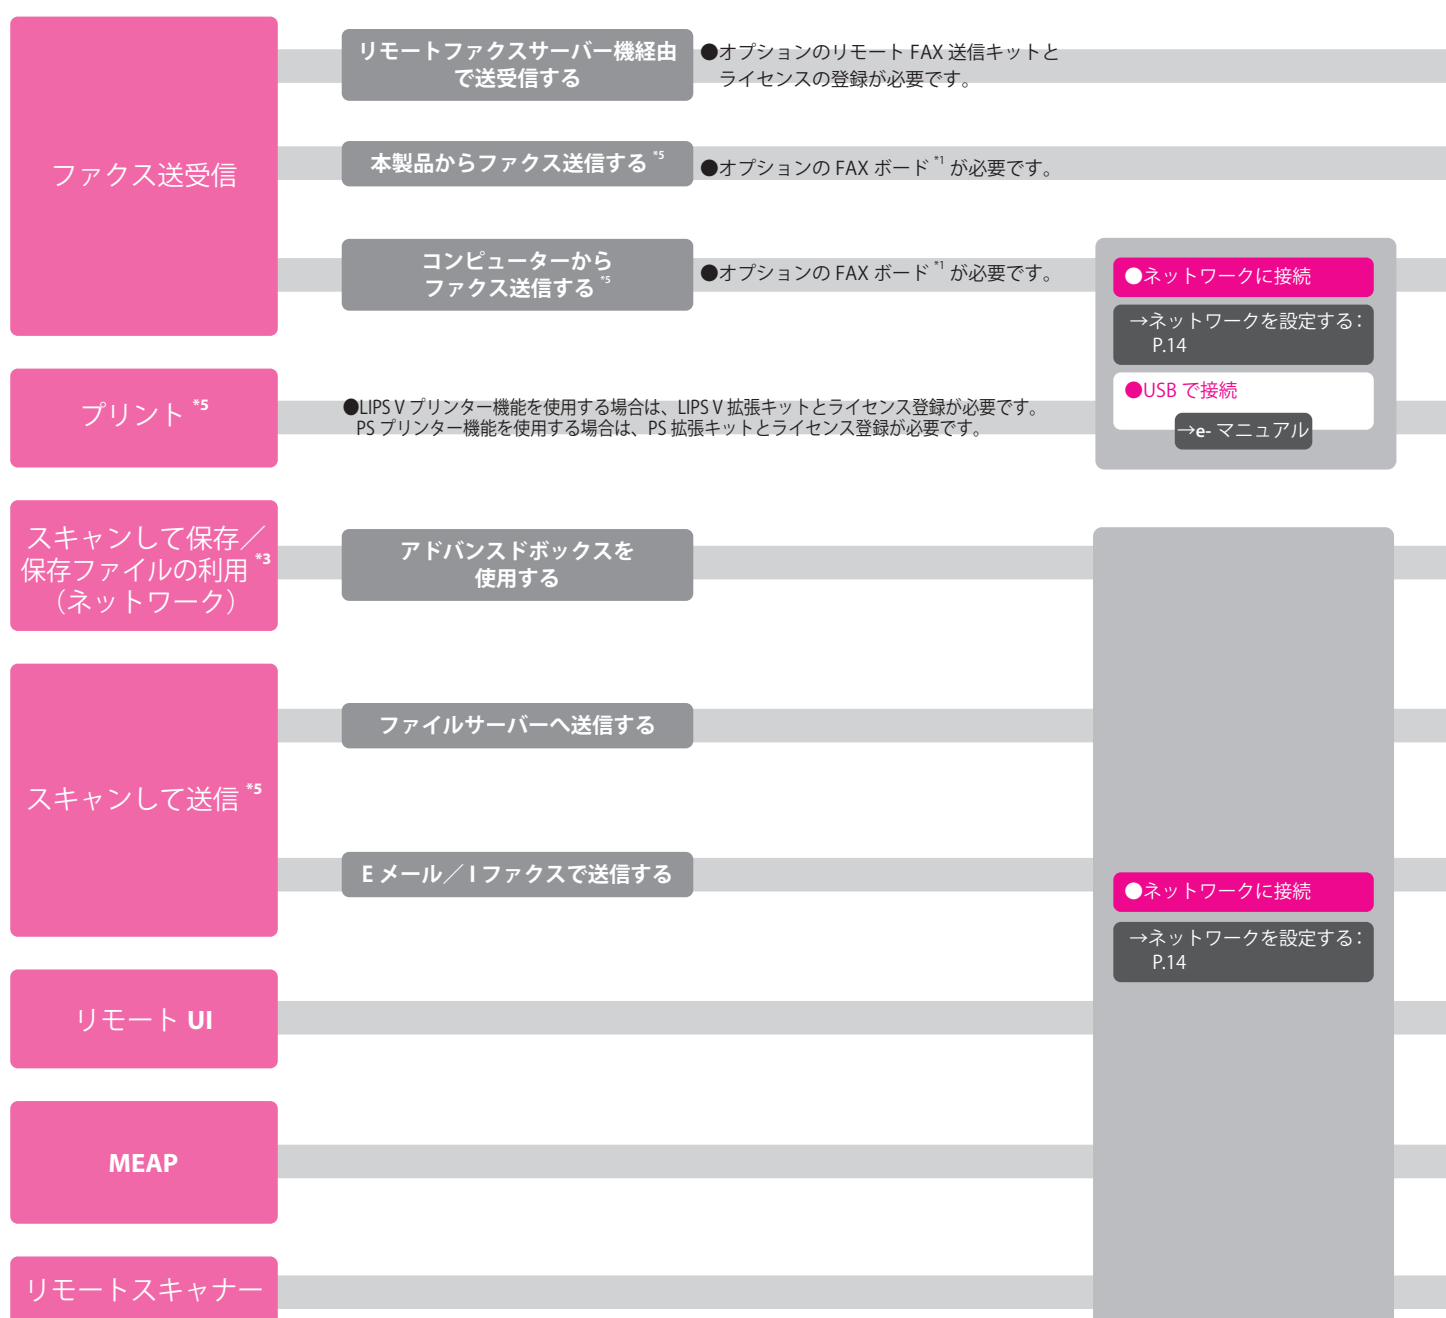 ファクス送受信
リモートファクスサーバー機経由
で送受信する
●オプションのリモート FAX 送信キットと
ライセンスの登録が必要です。
本製品からファクス送信する *5
●オプションの FAX ボード *1 が必要です。
コンピューターから
ファクス送信する *5
●オプションの FAX ボード *1 が必要です。
●ネットワークに接続
→ネットワークを設定する：
P.14
●USB で接続
→e- マニュアル
プリント *5
●LIPS V プリンター機能を使用する場合は、LIPS V 拡張キットとライセンス登録が必要です。
PS プリンター機能を使用する場合は、PS 拡張キットとライセンス登録が必要です。
スキャンして保存／
保存ファイルの利用 *3
（ネットワーク）
アドバンスドボックスを
使用する
スキャンして送信 *5
ファイルサーバーへ送信する
E メール／I ファクスで送信する
●ネットワークに接続
→ネットワークを設定する：
P.14
リモート UI
MEAP
リモートスキャナー